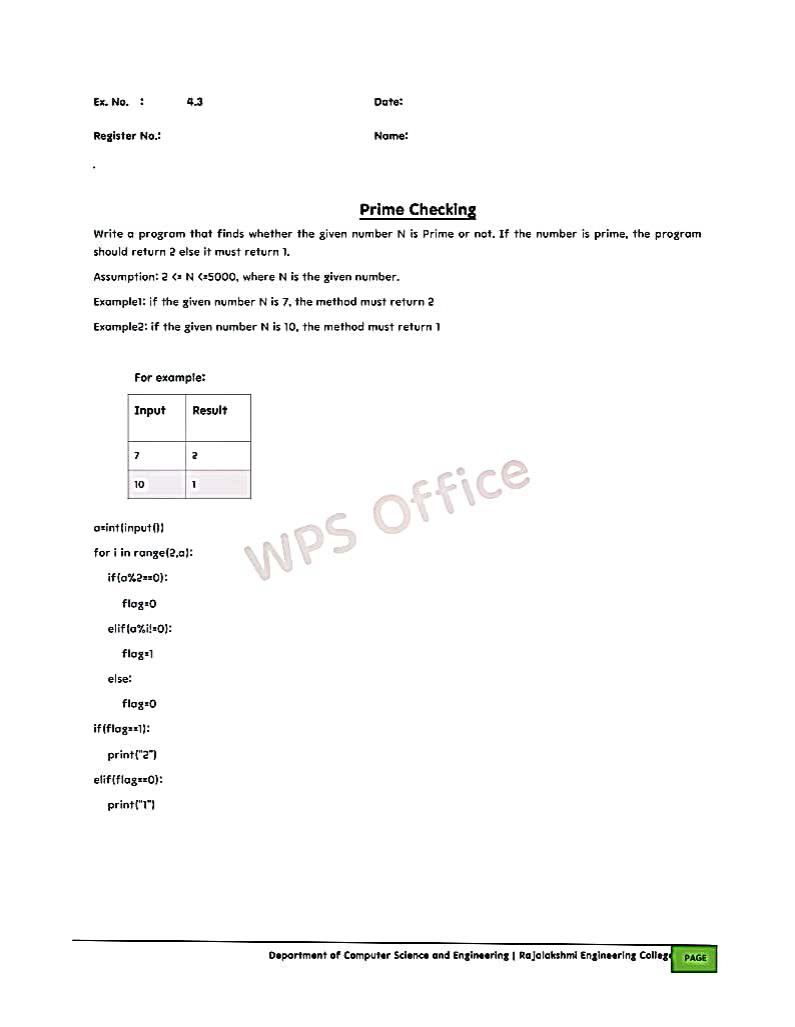 Ex. No. : 4.3 Date:
Register No.: Name:
.
Prime Checking
Write a program that finds whether the given number N is Prime or not. If the number is prime, the program
should return 2 else it must return 1.
Assumption: 2 <= N <=5000, where N is the given number.
Example1: if the given number N is 7, the method must return 2
Example2: if the given number N is 10, the method must return 1
For example:
Input Result
7 2
10 1
a=int(input())
for i in range(2,a):
if(a%2==0):
flag=0
elif(a%i!=0):
flag=1
else:
flag=0
if(flag==1):
print("2")
elif(flag==0):
print("1")
WPS Office
Department of Computer Science and Engineering | Rajalakshmi Engineering College
PAGE